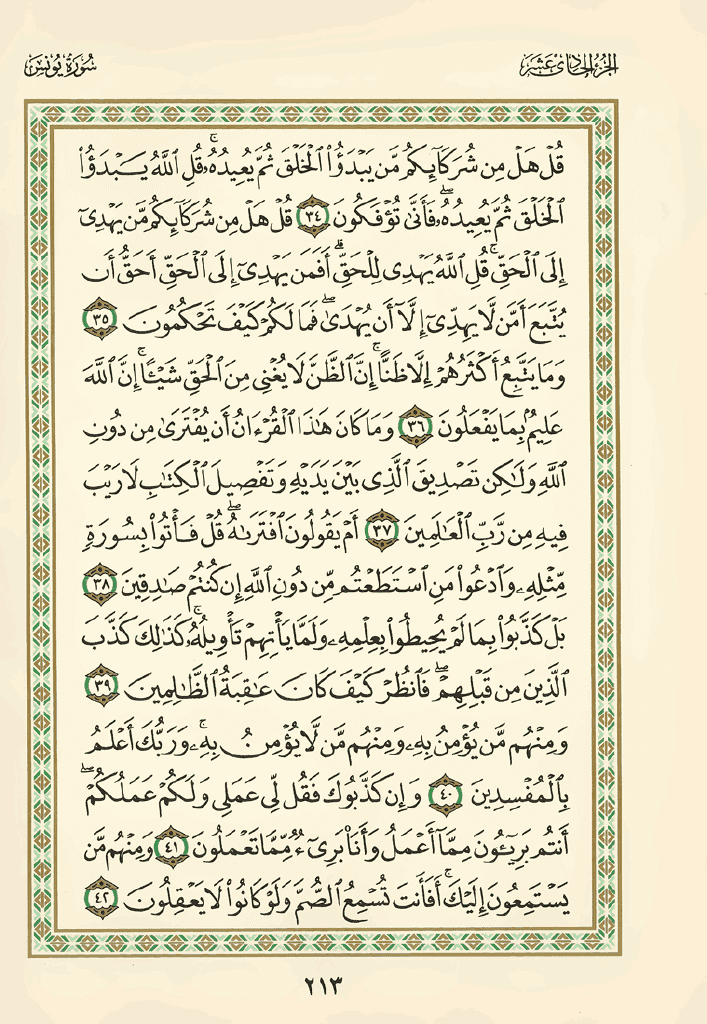 الجزء الحادي عشر
سورة يونس
قُلْ هَلْ مِن شُرَكَآئِكُم مَّن يَبْدَؤُا۟ ٱلْخَلْقَ ثُمَّ يُعِيدُهُۥۚ قُلِ ٱللَّهُ يَبْدَؤُا۟
ٱلْخَلْقَ ثُمَّ يُعِيدُهُۥۖ فَأَنَّىٰ تُؤْفَكُونَ ٣٤ قُلْ هَلْ مِن شُرَكَآئِكُم مَّن يَهْدِىٓ
إِلَى ٱلْحَقِّۚ قُلِ ٱللَّهُ يَهْدِى لِلْحَقِّۗ أَفَمَن يَهْدِىٓ إِلَى ٱلْحَقِّ أَحَقُّ أَن
يُتَّبَعَ أَمَّن لَّا يَهِدِّىٓ إِلَّآ أَن يُهْدَىٰۖ فَمَا لَكُمْ كَيْفَ تَحْكُمُونَ ٣٥
وَمَا يَتَّبِعُ أَكْثَرُهُمْ إِلَّا ظَنًّاۚ إِنَّ ٱلظَّنَّ لَا يُغْنِى مِنَ ٱلْحَقِّ شَيْـًٔاۚ إِنَّ ٱللَّهَ
عَلِيمٌۢ بِمَا يَفْعَلُونَ ٣٦ وَمَا كَانَ هَـٰذَا ٱلْقُرْءَانُ أَن يُفْتَرَىٰ مِن دُونِ
ٱللَّهِ وَلَـٰكِن تَصْدِيقَ ٱلَّذِى بَيْنَ يَدَيْهِ وَتَفْصِيلَ ٱلْكِتَـٰبِ لَا رَيْبَ
فِيهِ مِن رَّبِّ ٱلْعَـٰلَمِينَ ٣٧ أَمْ يَقُولُونَ ٱفْتَرَىٰهُۖ قُلْ فَأْتُوا۟ بِسُورَةٍ
مِّثْلِهِۦ وَٱدْعُوا۟ مَنِ ٱسْتَطَعْتُم مِّن دُونِ ٱللَّهِ إِن كُنتُمْ صَـٰدِقِينَ ٣٨
بَلْ كَذَّبُوا۟ بِمَا لَمْ يُحِيطُوا۟ بِعِلْمِهِۦ وَلَمَّا يَأْتِهِمْ تَأْوِيلُهُۥۚ كَذَٰلِكَ كَذَّبَ
ٱلَّذِينَ مِن قَبْلِهِمْۖ فَٱنظُرْ كَيْفَ كَانَ عَـٰقِبَةُ ٱلظَّـٰلِمِينَ ٣٩
وَمِنْهُم مَّن يُؤْمِنُ بِهِۦ وَمِنْهُم مَّن لَّا يُؤْمِنُ بِهِۦۚ وَرَبُّكَ أَعْلَمُ
بِٱلْمُفْسِدِينَ ٤٠ وَإِن كَذَّبُوكَ فَقُل لِّى عَمَلِى وَلَكُمْ عَمَلُكُمْۖ
أَنتُم بَرِيٓـُٔونَ مِمَّآ أَعْمَلُ وَأَنَا۠ بَرِىٓءٌ مِّمَّا تَعْمَلُونَ ٤١ وَمِنْهُم مَّن
يَسْتَمِعُونَ إِلَيْكَۚ أَفَأَنتَ تُسْمِعُ ٱلصُّمَّ وَلَوْ كَانُوا۟ لَا يَعْقِلُونَ ٤٢
٢١٣